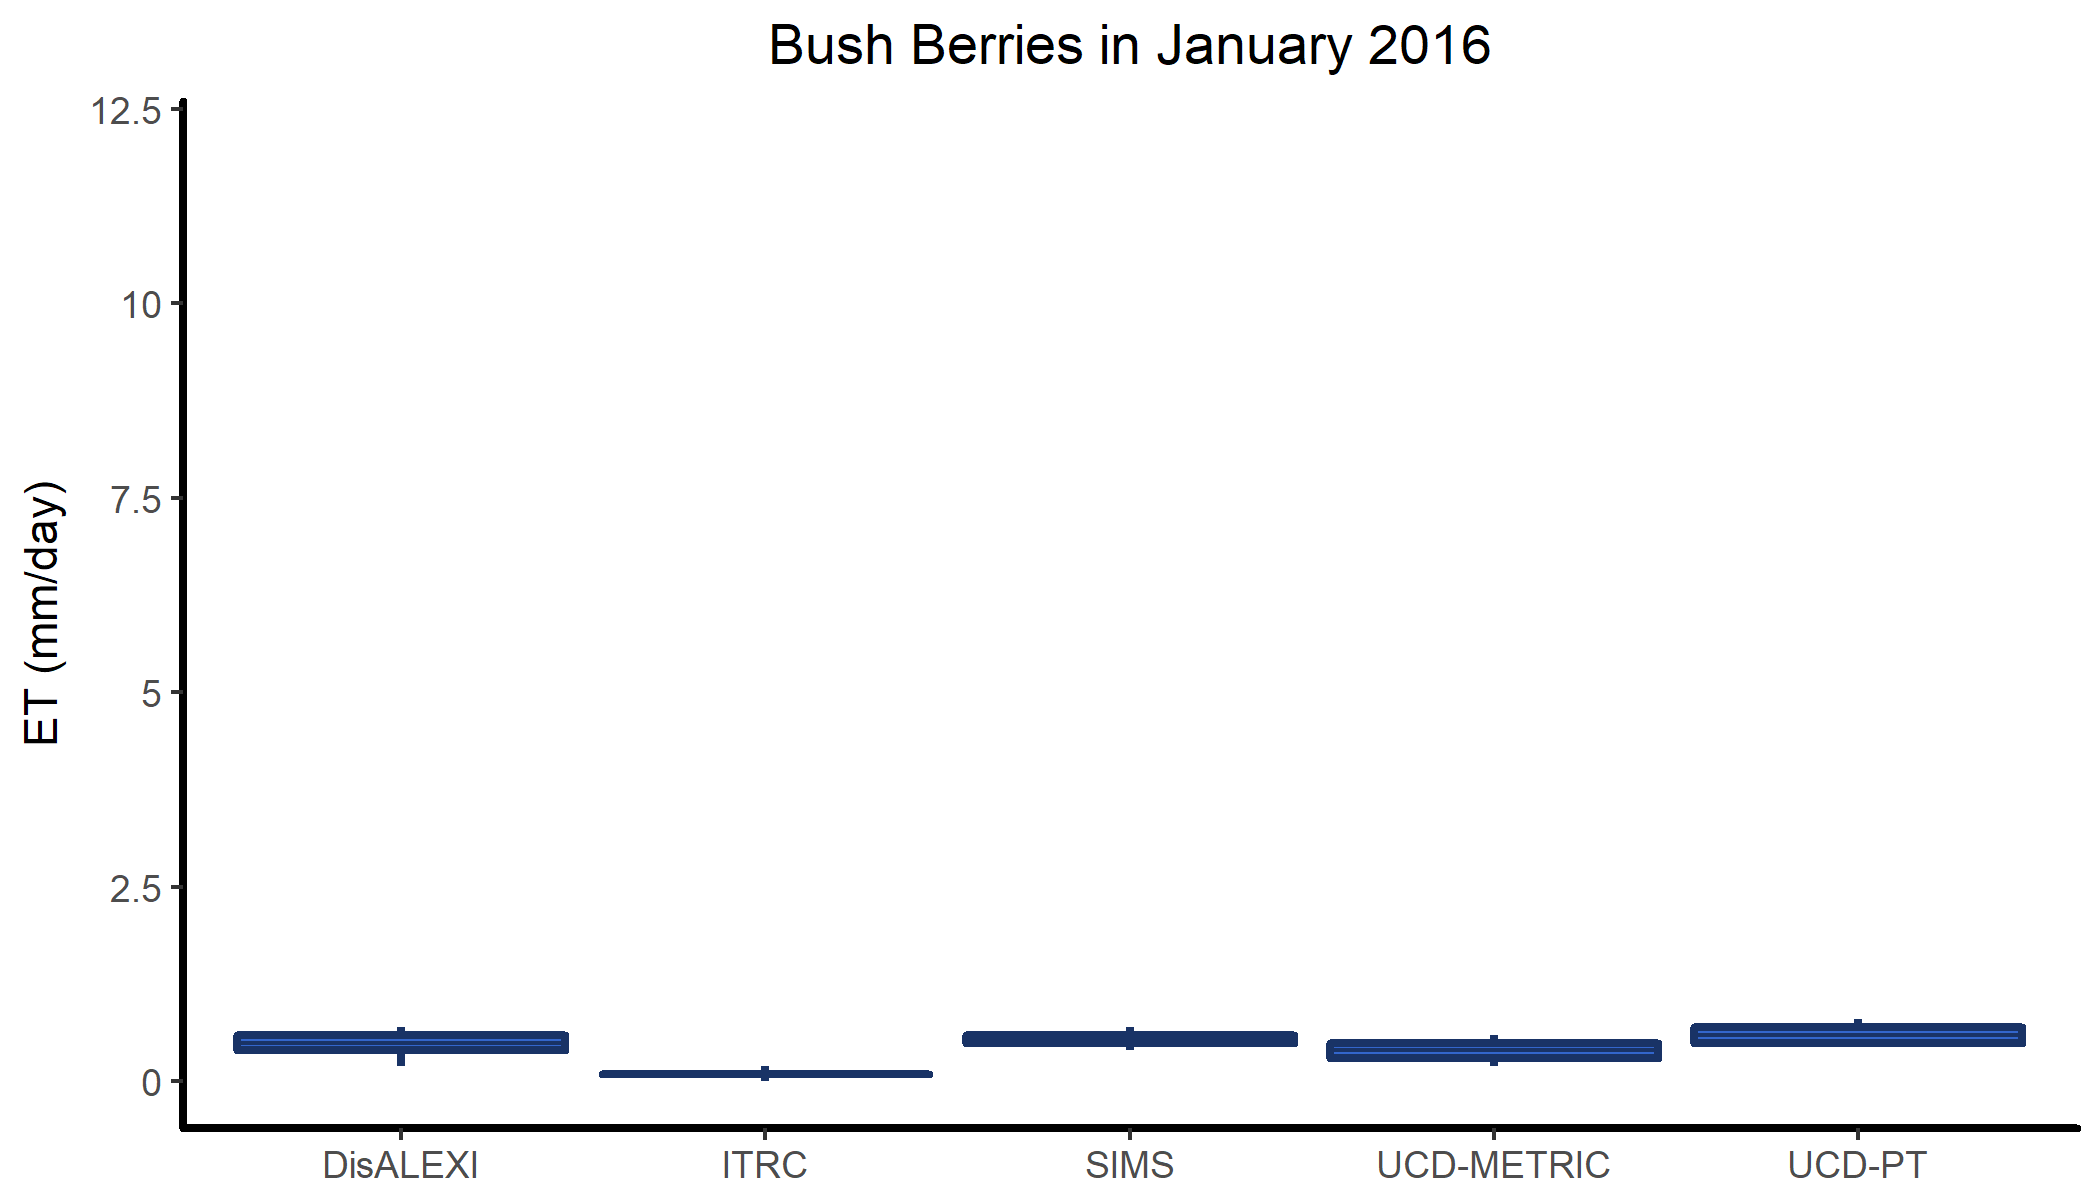 Bush Berries in January 2016
12.5
10
7.5
5
2.5
0
ET (mm/day)
DisALEXI ITRC SIMS UCD-METRIC UCD-PT